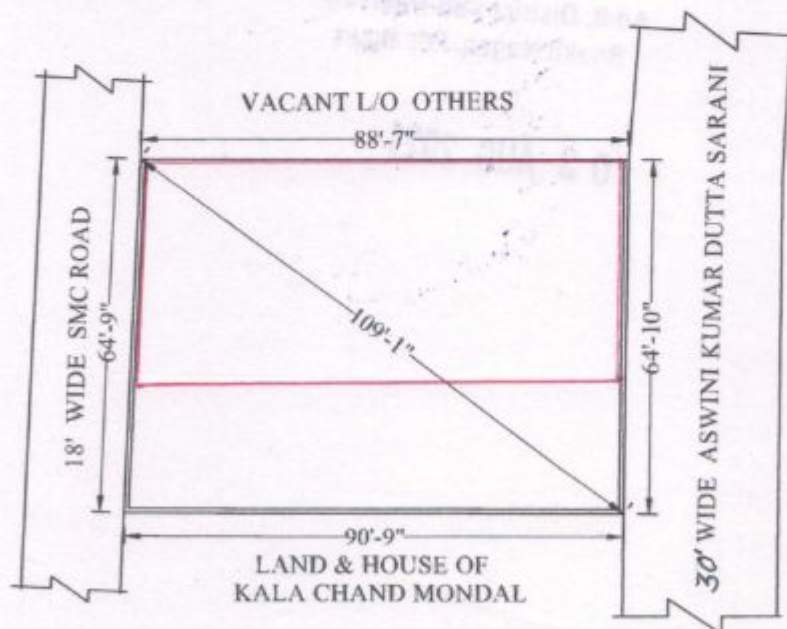 VACANT L/O OTHERS
88'-7"
18' WIDE SMC ROAD
64'-9"
109'-1"
64'-10"
30' WIDE ASWINI KUMAR DUTTA SARANI
90'-9"
LAND & HOUSE OF
KALA CHAND MONDAL